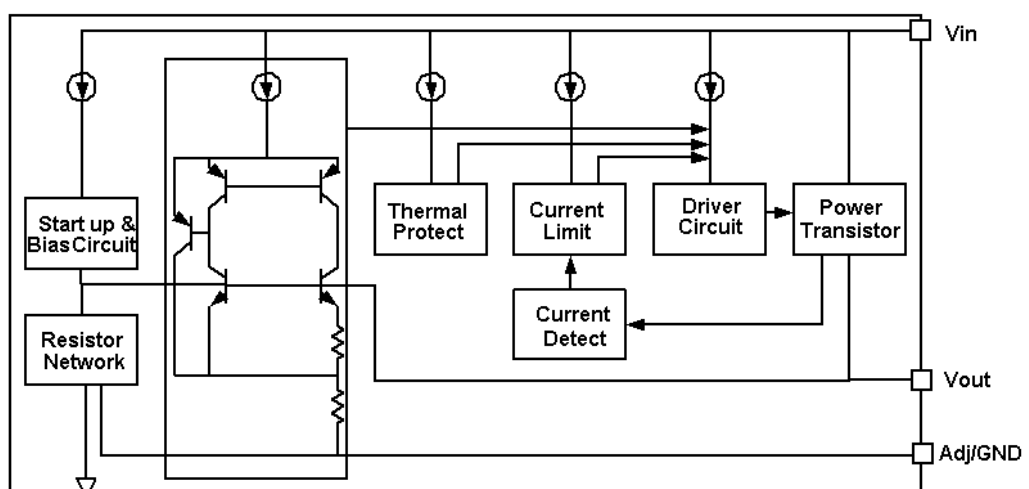 Vin
Start up &
Bias Circuit
Thermal
Protect
Current
Limit
Driver
Circuit
Power
Transistor
Resistor
Network
Current
Detect
Vout
Adj/GND